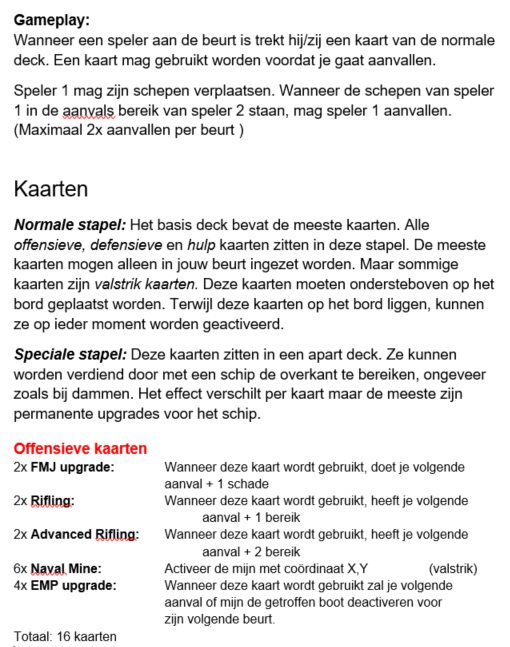 Gameplay:
Wanneer een speler aan de beurt is trekt hij/zij een kaart van de normale
deck. Een kaart mag gebruikt worden voordat je gaat aanvallen.
Speler 1 mag zijn schepen verplaatsen. Wanneer de schepen van speler
1 in de aanvals bereik van speler 2 staan, mag speler 1 aanvallen.
(Maximaal 2x aanvallen per beurt )
Kaarten
Normale stapel: Het basis deck bevat de meeste kaarten. Alle
offensieve, defensieve en hulp kaarten zitten in deze stapel. De meeste
kaarten mogen alleen in jouw beurt ingezet worden. Maar sommige
kaarten zijn valstrik kaarten. Deze kaarten moeten ondersteboven op het
bord geplaatst worden. Terwijl deze kaarten op het bord liggen, kunnen
ze op ieder moment worden geactiveerd.
Speciale stapel: Deze kaarten zitten in een apart deck. Ze kunnen
worden verdiend door met een schip de overkant te bereiken, ongeveer
zoals bij dammen. Het effect verschilt per kaart maar de meeste zijn
permanente upgrades voor het schip.
Offensieve kaarten
2x FMJ upgrade: Wanneer deze kaart wordt gebruikt, doet je volgende
aanval + 1 schade
2x Rifling: Wanneer deze kaart wordt gebruikt, heeft je volgende
aanval + 1 bereik
2x Advanced Rifling: Wanneer deze kaart wordt gebruikt, heeft je volgende
aanval + 2 bereik
6x Naval Mine: Activeer de mijn met coördinaat X,Y (valstrik)
4x EMP upgrade: Wanneer deze kaart wordt gebruikt zal je volgende
aanval of mijn de getroffen boot deactiveren voor
zijn volgende beurt.
Totaal: 16 kaarten